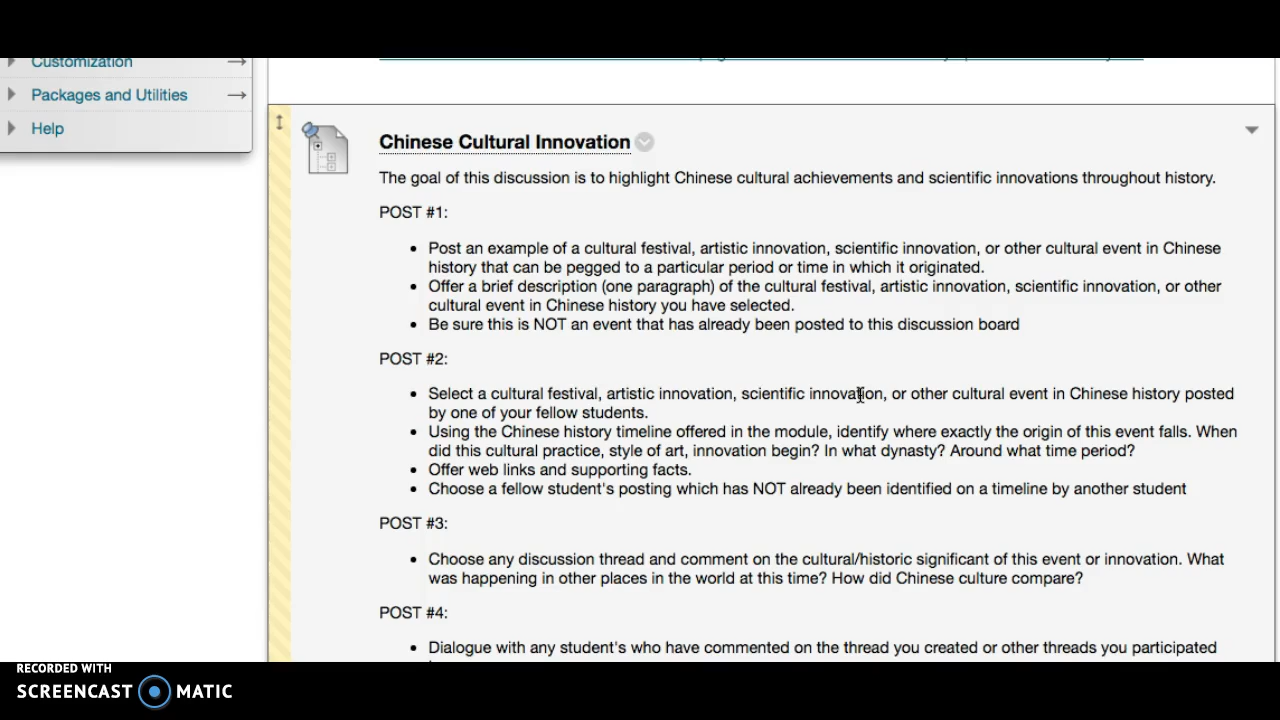 Customization
Packages and Utilities
Help
Chinese Cultural Innovation
The goal of this discussion is to highlight Chinese cultural achievements and scientific innovations throughout history.
POST #1:
• Post an example of a cultural festival, artistic innovation, scientific innovation, or other cultural event in Chinese
history that can be pegged to a particular period or time in which it originated.
• Offer a brief description (one paragraph) of the cultural festival, artistic innovation, scientific innovation, or other
cultural event in Chinese history you have selected.
• Be sure this is NOT an event that has already been posted to this discussion board
POST #2:
• Select a cultural festival, artistic innovation, scientific innovation, or other cultural event in Chinese history posted
by one of your fellow students.
• Using the Chinese history timeline offered in the module, identify where exactly the origin of this event falls. When
did this cultural practice, style of art, innovation begin? In what dynasty? Around what time period?
• Offer web links and supporting facts.
• Choose a fellow student's posting which has NOT already been identified on a timeline by another student
POST #3:
• Choose any discussion thread and comment on the cultural/historic significant of this event or innovation. What
was happening in other places in the world at this time? How did Chinese culture compare?
POST #4:
• Dialogue with any student's who have commented on the thread you created or other threads you participated
RECORDED WITH
SCREENCAST MATIC